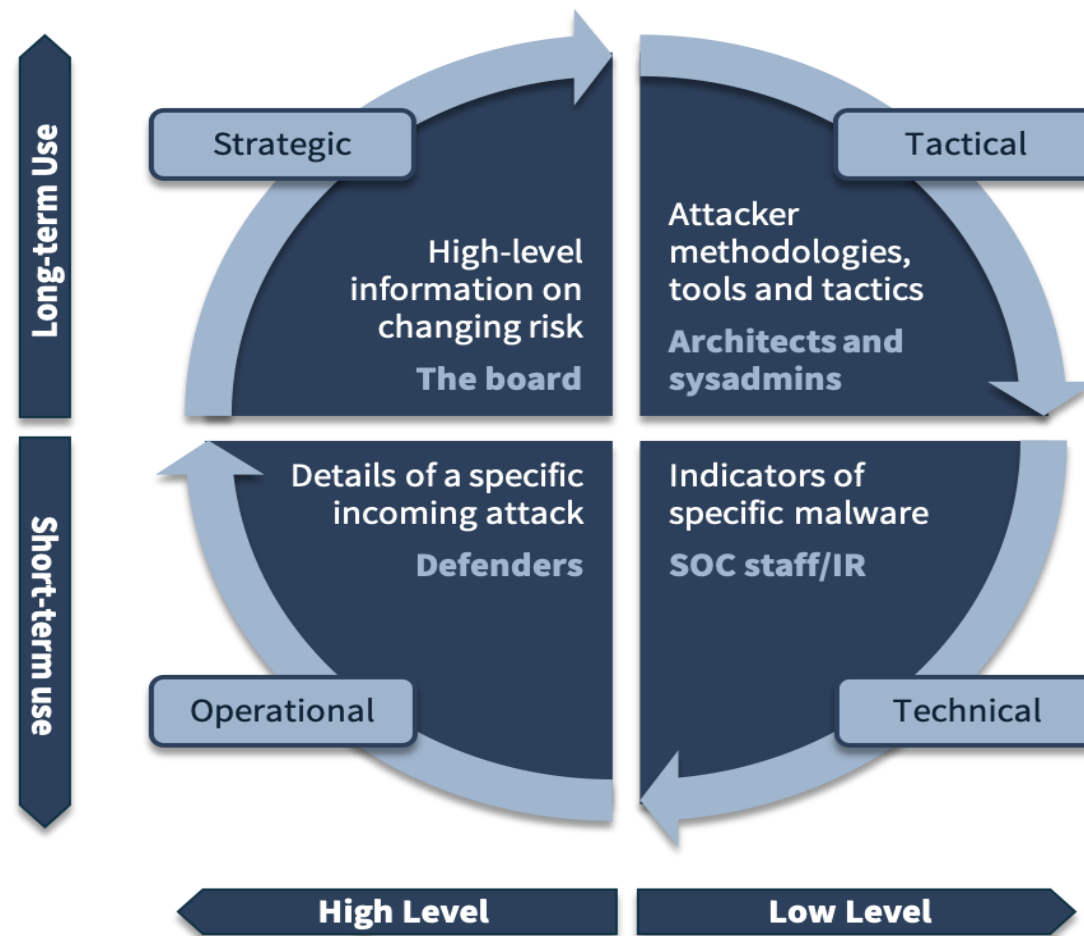 Long-term Use
Strategic
High-level
information on
changing risk
The board
Tactical
Attacker
methodologies,
tools and tactics
Architects and
sysadmins
Short-term use
Details of a specific
incoming attack
Defenders
Operational
Indicators of
specific malware
SOC staff/IR
Technical
High Level
Low Level